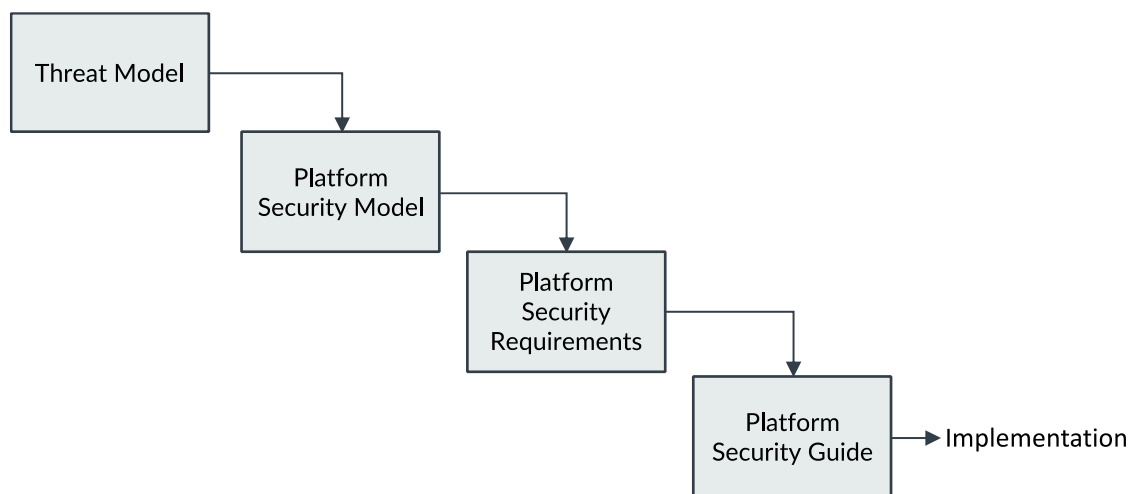 Threat Model
Platform
Security Model
Platform
Security
Requirements
Platform
Security Guide
Implementation